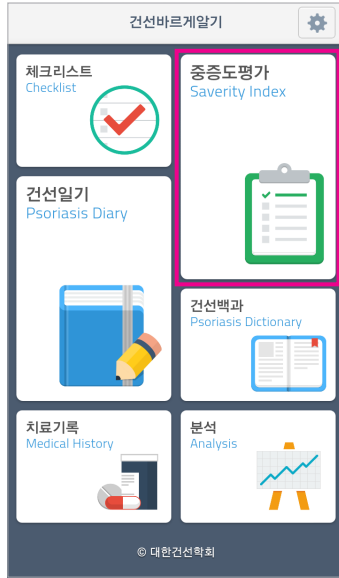 건선바르게알기
체크리스트
Checklist
중증도평가
Saverity Index
건선일기
Psoriasis Diary
건선백과
Psoriasis Dictionary
치료기록
Medical History
분석
Analysis
© 대한건선학회